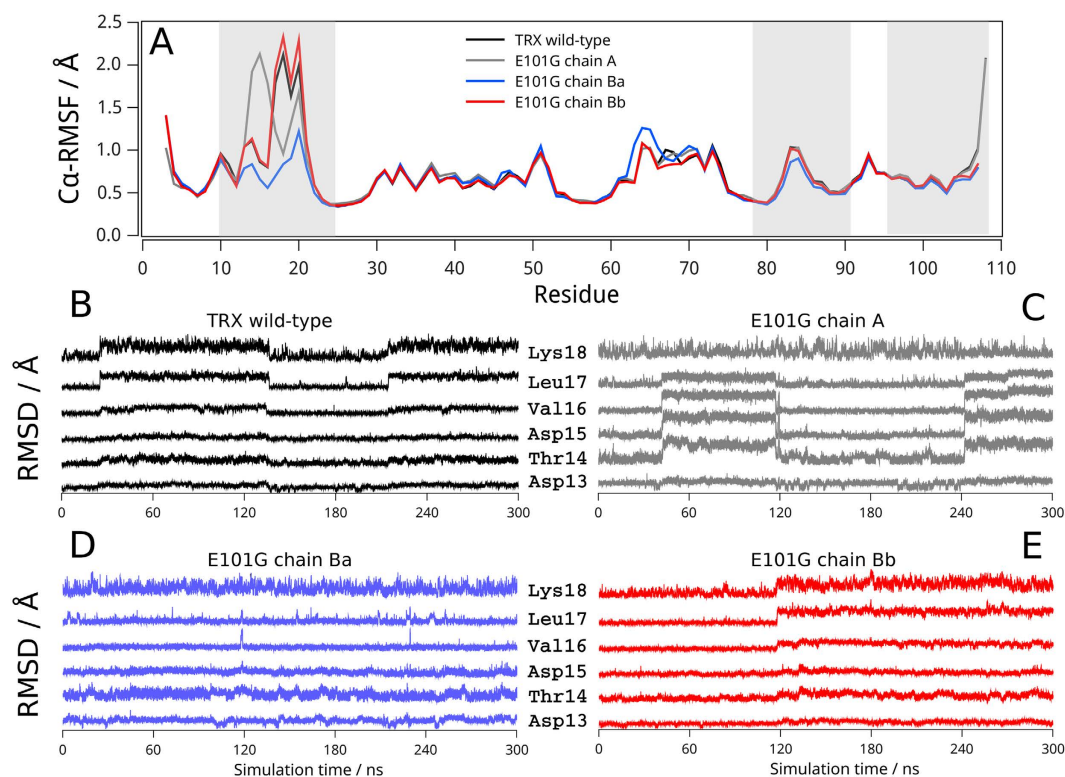 A
Cα-RMSF / Å
2.5
2.0
1.5
1.0
0.5
0.0
TRX wild-type
E101G chain A
E101G chain Ba
E101G chain Bb
0 10 20 30 40 50 60 70 80 90 100 110
Residue
B
TRX wild-type
RMSD / Å
0 60 120 180 240 300
Lys18
Leu17
Val16
Asp15
Thr14
Asp13
C
E101G chain A
0 60 120 180 240 300
D
E101G chain Ba
RMSD / Å
0 60 120 180 240 300
Simulation time / ns
Lys18
Leu17
Val16
Asp15
Thr14
Asp13
E
E101G chain Bb
0 60 120 180 240 300
Simulation time / ns